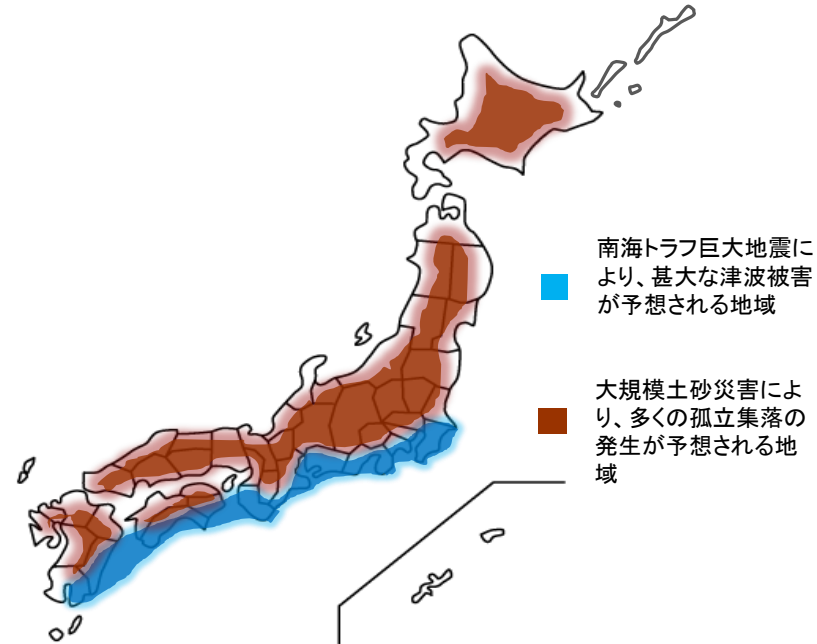 南海トラフ巨大地震に
より、甚大な津波被害
が予想される地域
大規模土砂災害によ
り、多くの孤立集落の
発生が予想される地
域